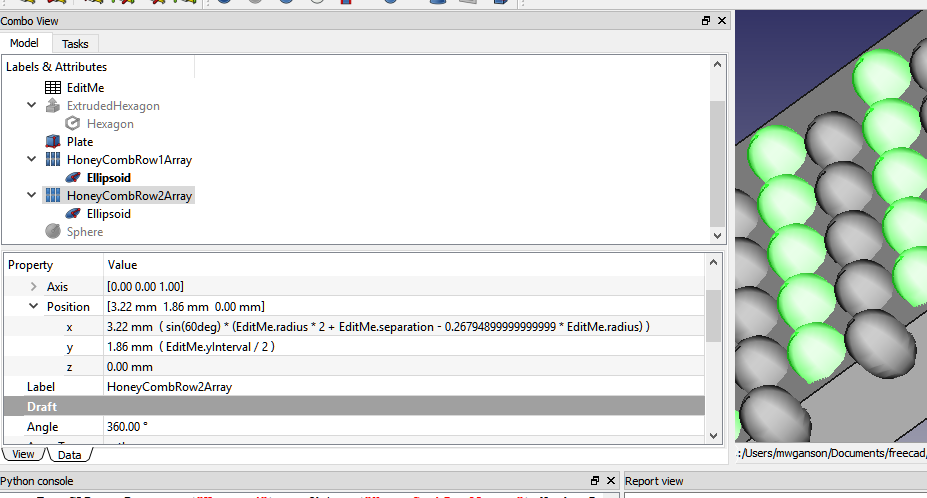 Combo View
Model Tasks
Labels & Attributes
EditMe
ExtrudedHexagon
Hexagon
Plate
HoneyCombRow1Array
Ellipsoid
HoneyCombRow2Array
Ellipsoid
Sphere
Property Value
Axis [0.00 0.00 1.00]
Position [3.22 mm 1.86 mm 0.00 mm]
x 3.22 mm ( sin(60deg) * (EditMe.radius * 2 + EditMe.separation - 0.26794899999999999 * EditMe.radius) )
y 1.86 mm ( EditMe.yInterval / 2 )
z 0.00 mm
Label HoneyCombRow2Array
Draft
Angle 360.00 °
View Data
:/Users/mwganson/Documents/freecad/
Python console Report view